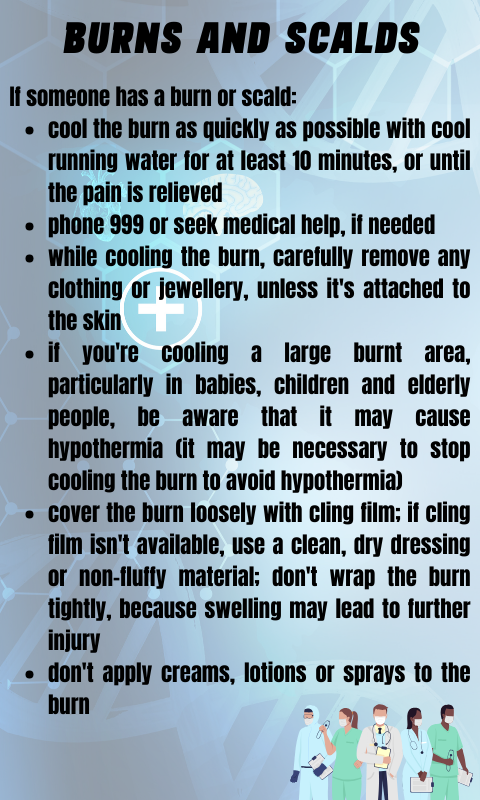 BURNS AND SCALDS
If someone has a burn or scald:
• cool the burn as quickly as possible with cool
running water for at least 10 minutes, or until
the pain is relieved
• phone 999 or seek medical help, if needed
• while cooling the burn, carefully remove any
clothing or jewellery, unless it's attached to
the skin
• if you're cooling a large burnt area,
particularly in babies, children and elderly
people, be aware that it may cause
hypothermia (it may be necessary to stop
cooling the burn to avoid hypothermia)
• cover the burn loosely with cling film; if cling
film isn't available, use a clean, dry dressing
or non-fluffy material; don't wrap the burn
tightly, because swelling may lead to further
injury
• don't apply creams, lotions or sprays to the
burn